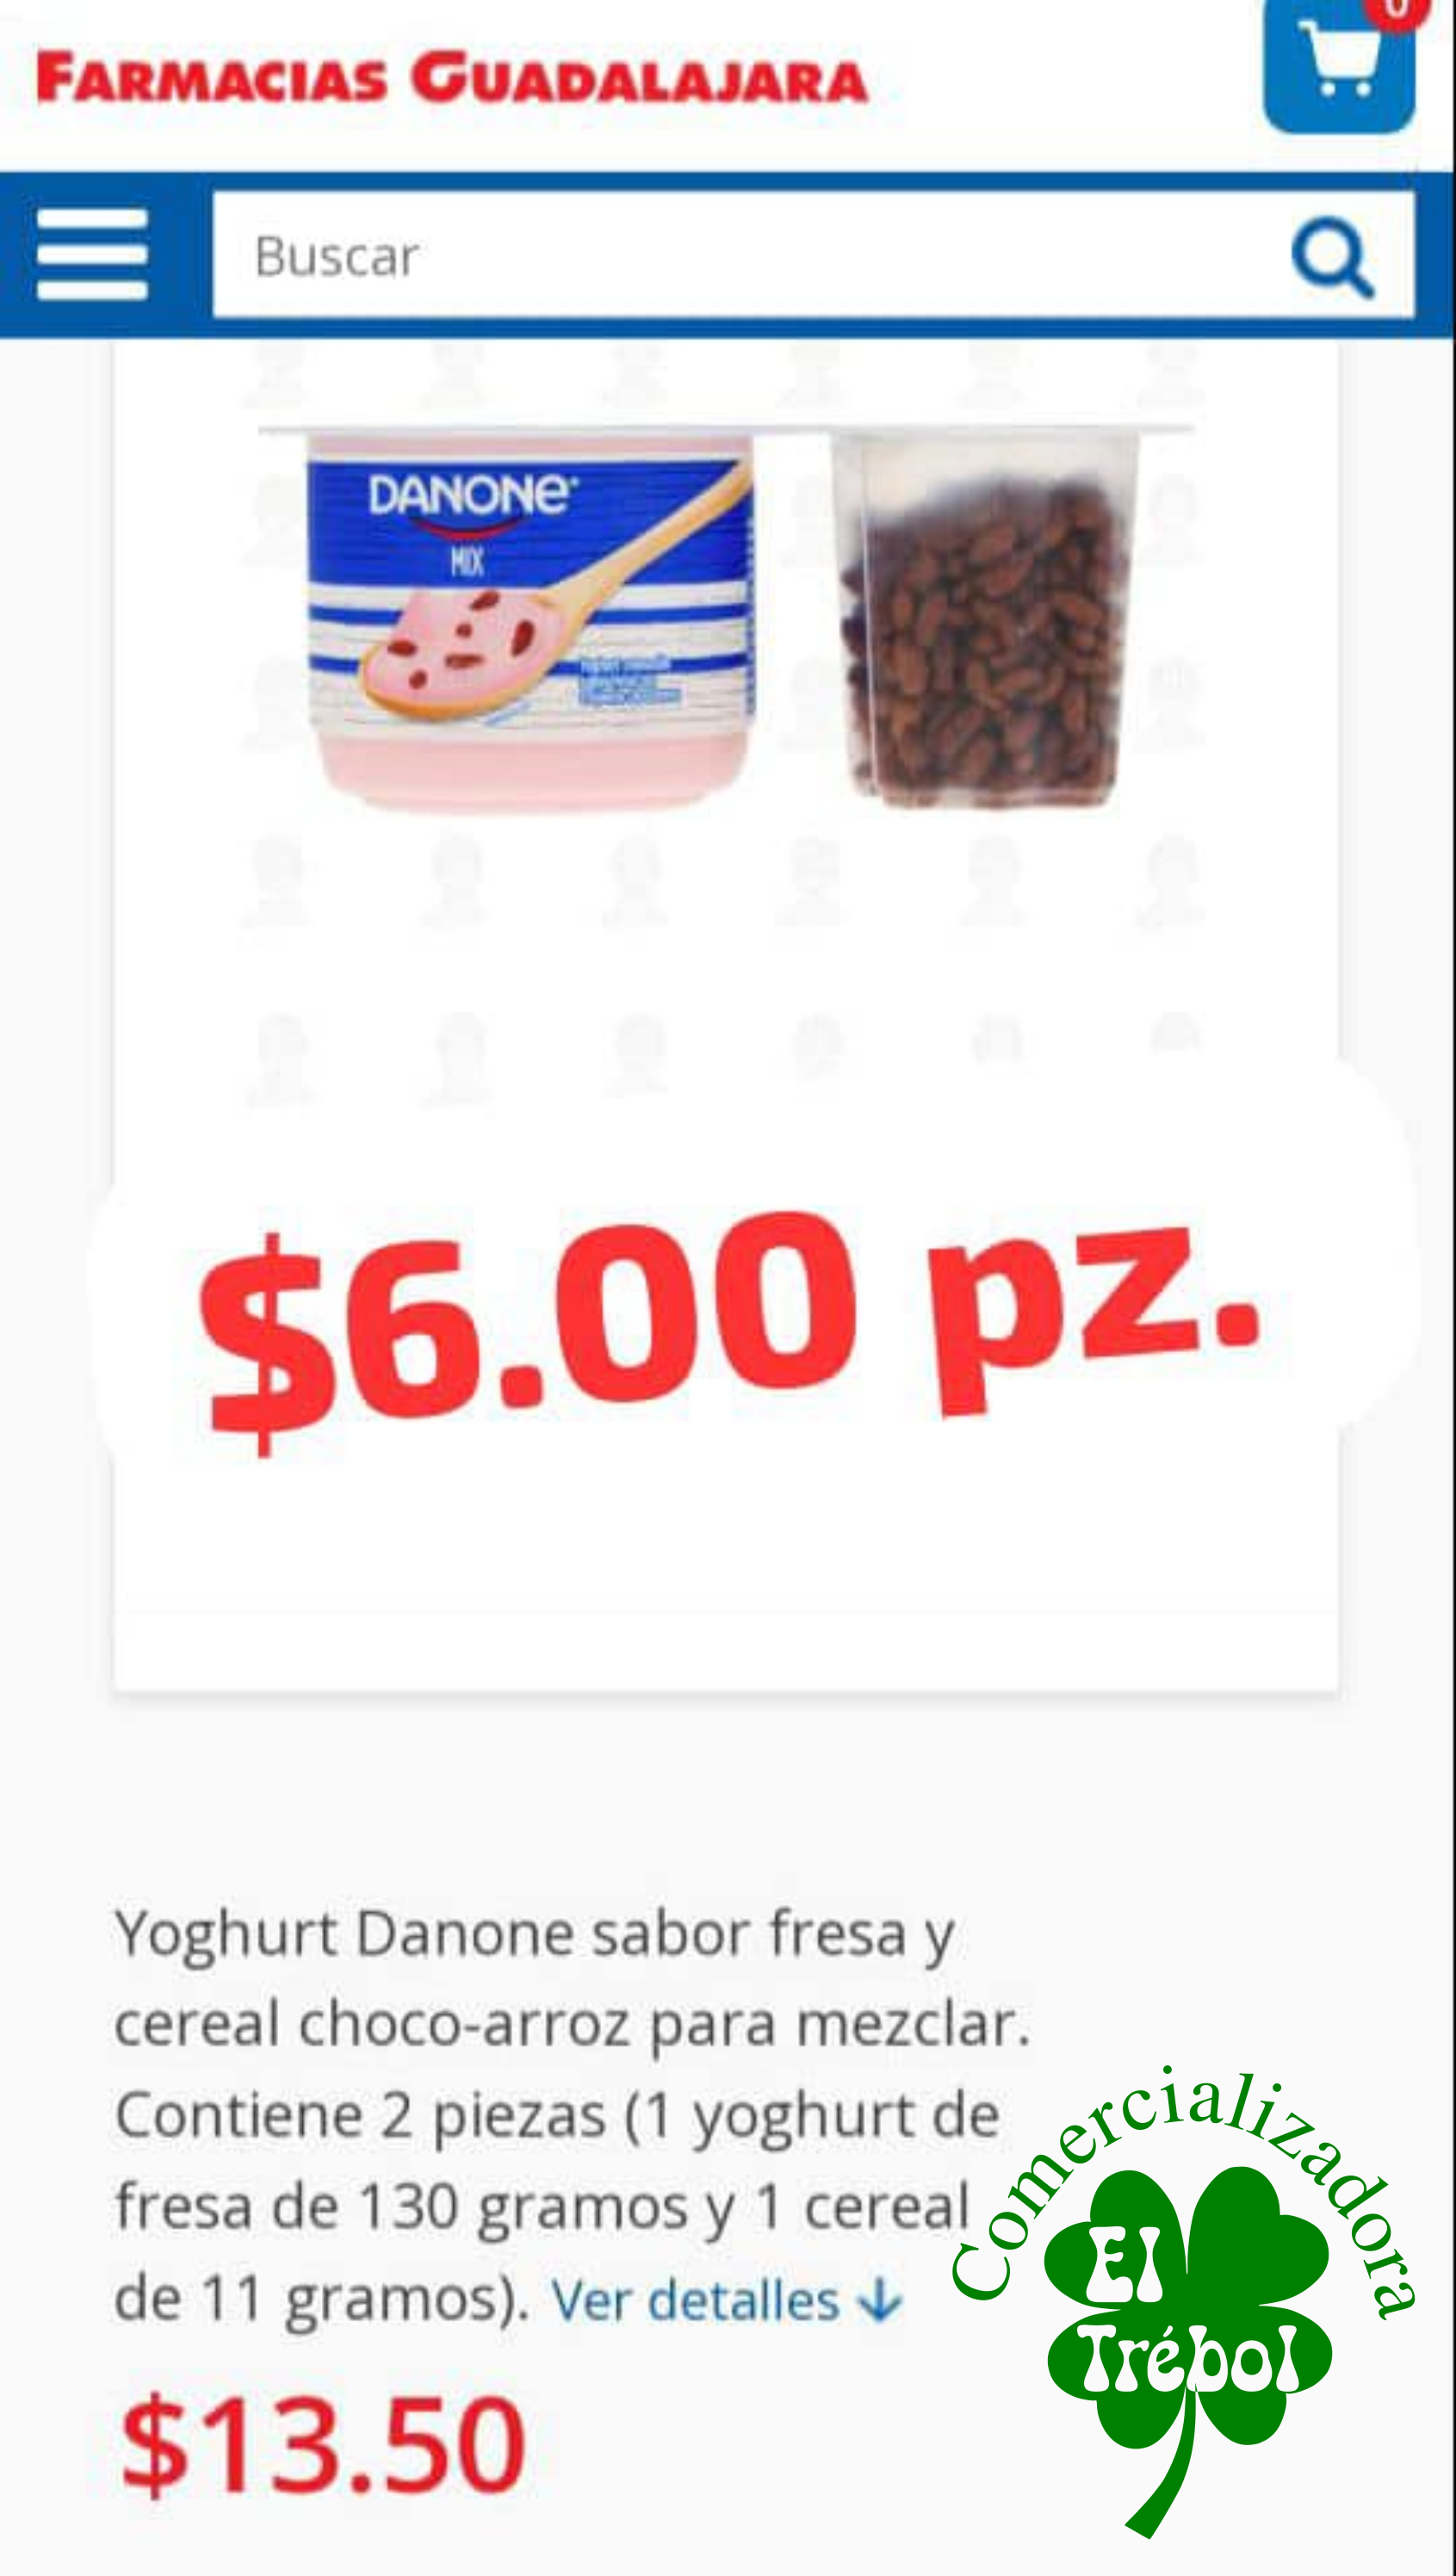 0
FARMACIAS GUADALAJARA
Buscar
DANONE
MIX
$6.00 pz.
Yoghurt Danone sabor fresa y
cereal choco-arroz para mezclar.
Contiene 2 piezas (1 yoghurt de
fresa de 130 gramos y 1 cereal
de 11 gramos). Ver detalles ↓
$13.50
Comercializadora
El
Trébol